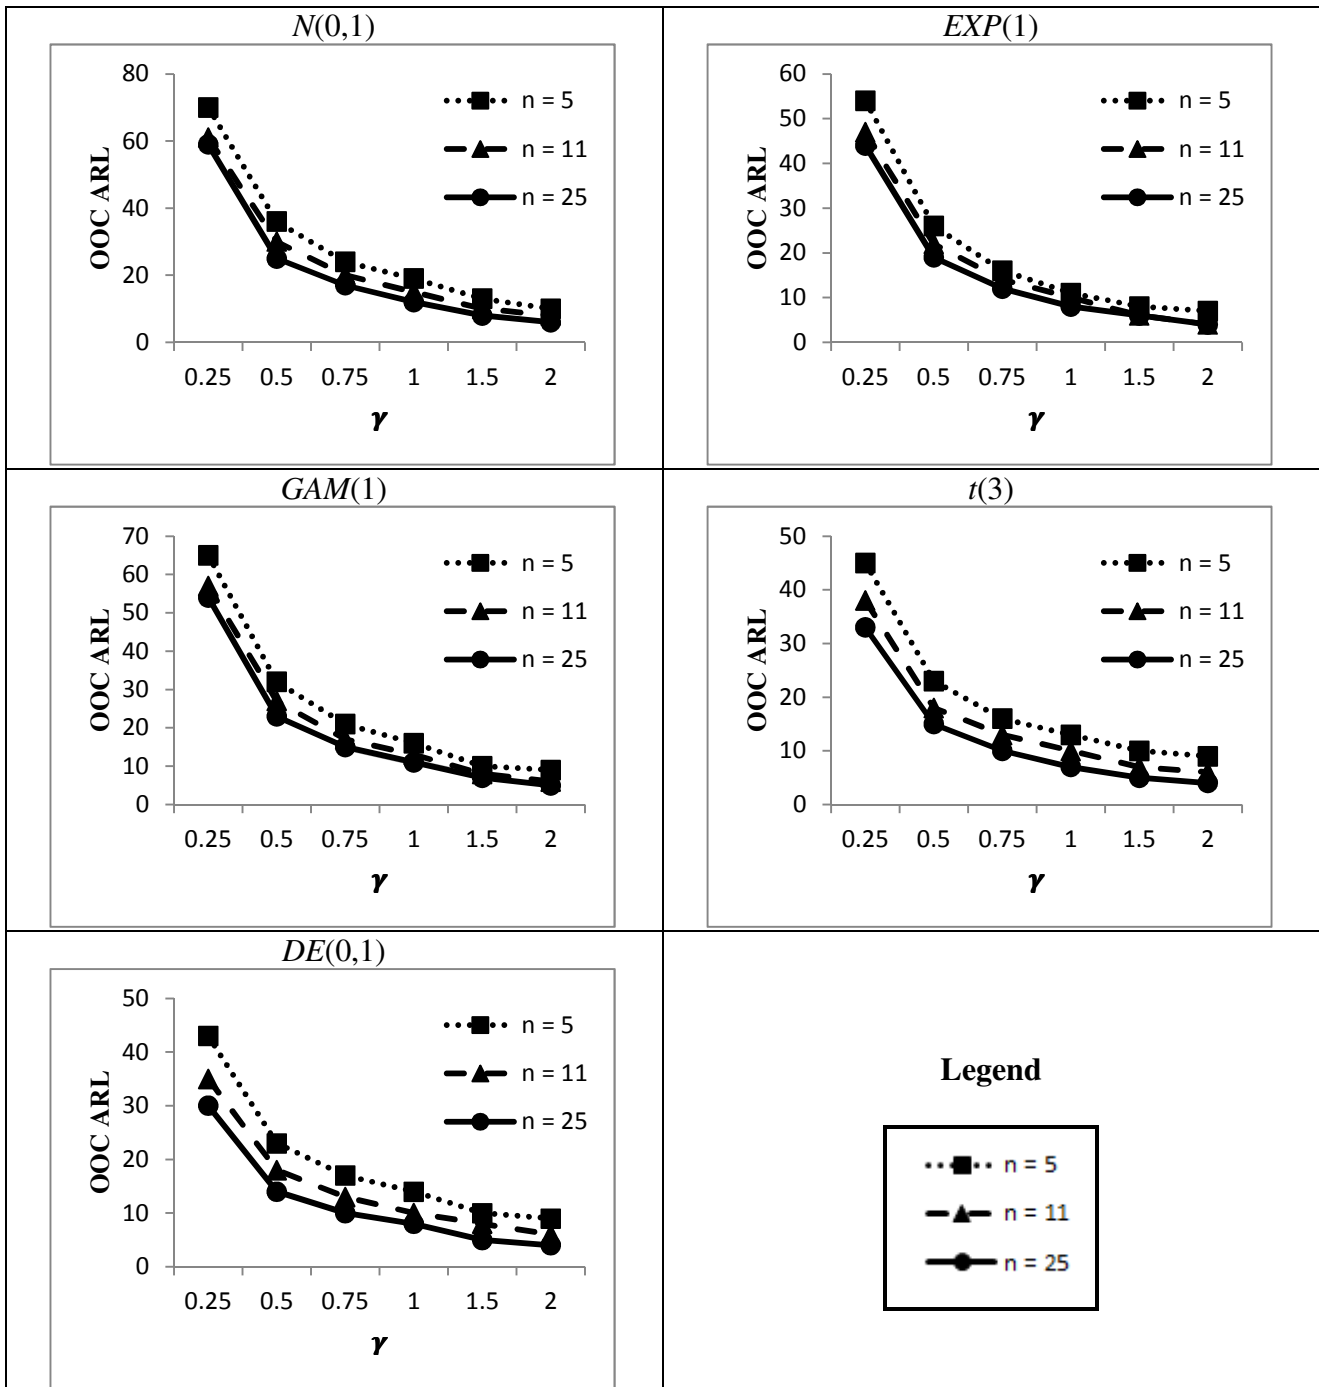 N(0,1)
80
60
40
20
0
OOC ARL
n = 5
n = 11
n = 25
0.25 0.5 0.75 1 1.5 2
γ
EXP(1)
60
50
40
30
20
10
0
OOC ARL
n = 5
n = 11
n = 25
0.25 0.5 0.75 1 1.5 2
γ
GAM(1)
70
60
50
40
30
20
10
0
OOC ARL
n = 5
n = 11
n = 25
0.25 0.5 0.75 1 1.5 2
γ
t(3)
50
40
30
20
10
0
OOC ARL
n = 5
n = 11
n = 25
0.25 0.5 0.75 1 1.5 2
γ
DE(0,1)
50
40
30
20
10
0
OOC ARL
n = 5
n = 11
n = 25
0.25 0.5 0.75 1 1.5 2
γ
Legend
n = 5
n = 11
n = 25